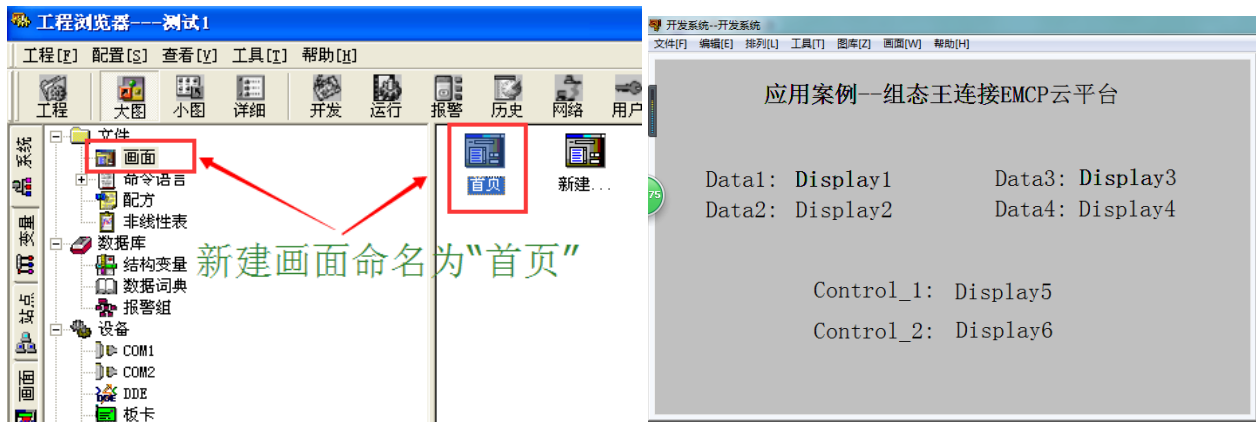 工程浏览器---测试1
工程[F] 配置[S] 查看[V] 工具[T] 帮助[H]
工程 大图 小图 详细 开发 运行 报警 历史 网络 用户
系统
变量
站点
画面
文件
画面
命令语言
配方
非线性表
数据库
结构变量
数据词典
报警组
设备
COM1
COM2
DDE
板卡
首页
新建...
新建画面命名为“首页”
开发系统--开发系统
文件[F] 编辑[E] 排列[L] 工具[T] 图库[Z] 画面[W] 帮助[H]
75
应用案例--组态王连接EMCP云平台
Data1: Display1 Data3: Display3
Data2: Display2 Data4: Display4
Control_1: Display5
Control_2: Display6